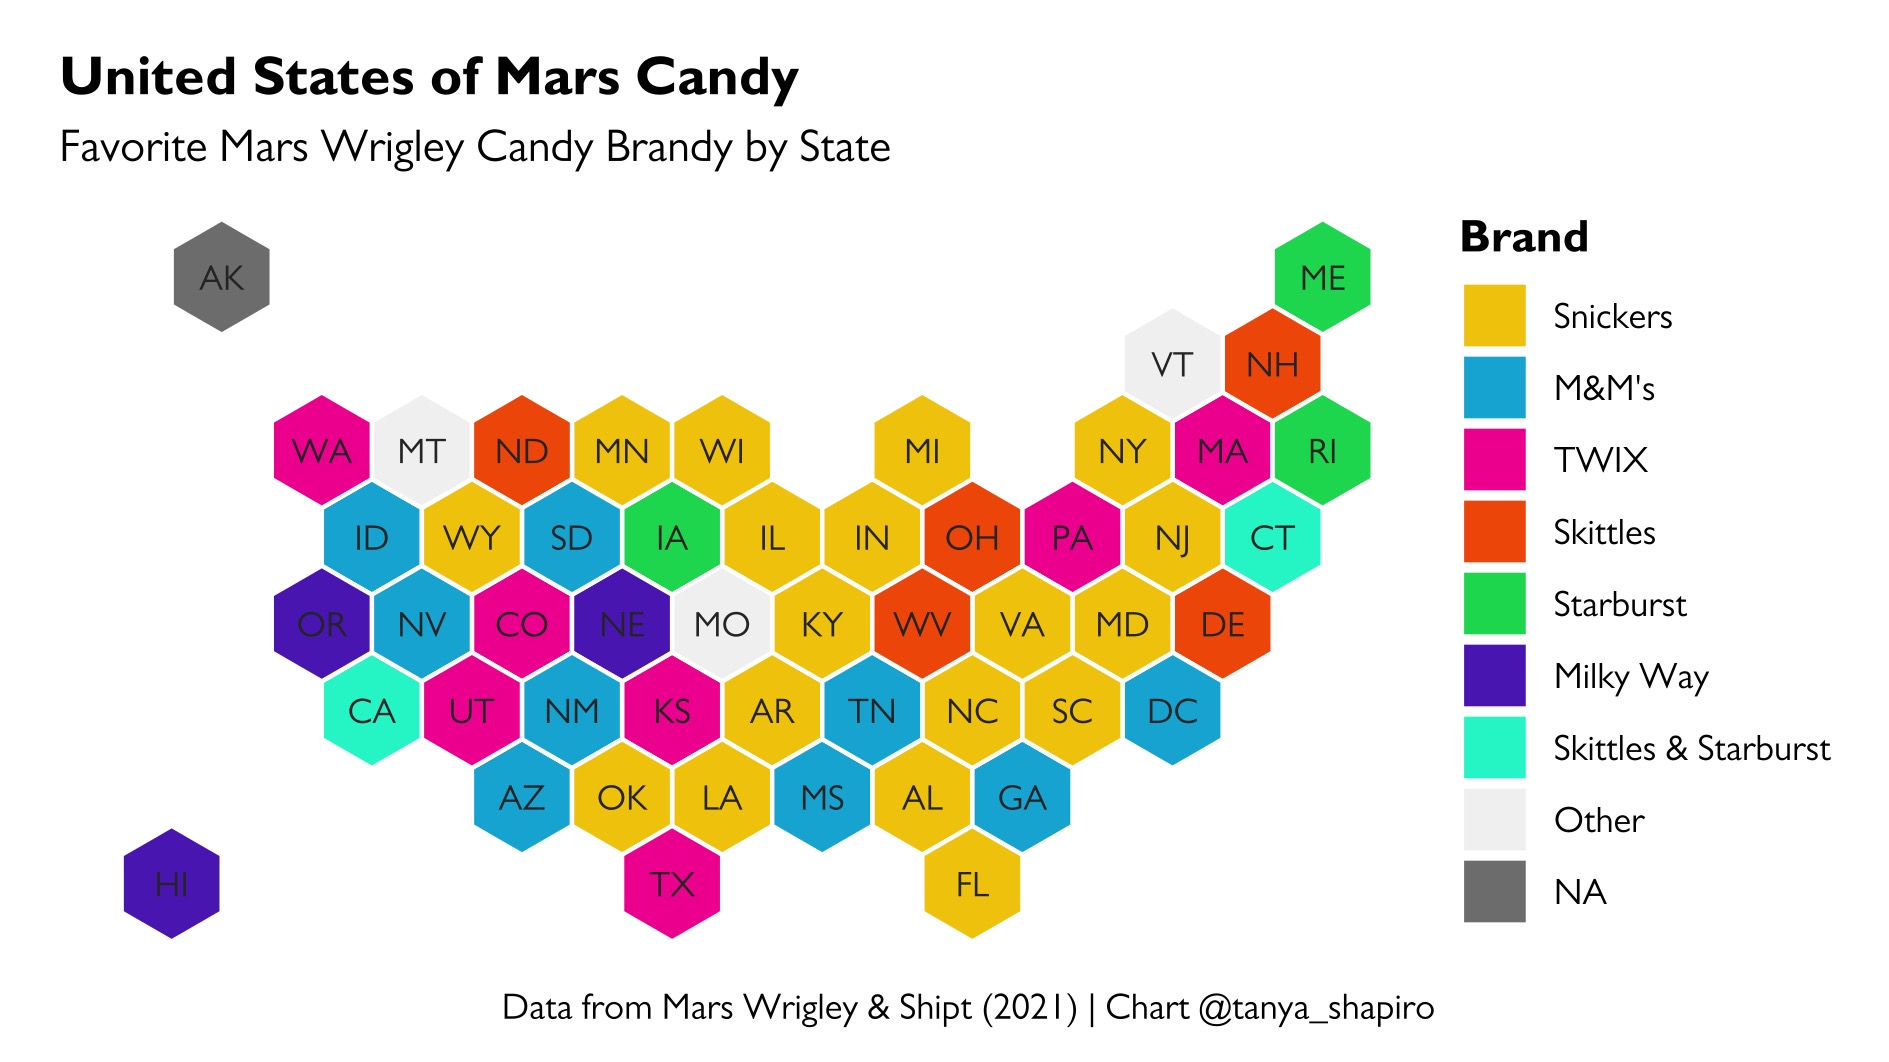 United States of Mars Candy
Favorite Mars Wrigley Candy Brandy by State
AK
ME
VT
NH
WA
MT
ND
MN
WI
MI
NY
MA
RI
ID
WY
SD
IA
IL
IN
OH
PA
NJ
CT
OR
NV
CO
NE
MO
KY
WV
VA
MD
DE
CA
UT
NM
KS
AR
TN
NC
SC
DC
AZ
OK
LA
MS
AL
GA
HI
TX
FL
Brand
Snickers
M&M's
TWIX
Skittles
Starburst
Milky Way
Skittles & Starburst
Other
NA
Data from Mars Wrigley & Shipt (2021) | Chart @tanya_shapiro